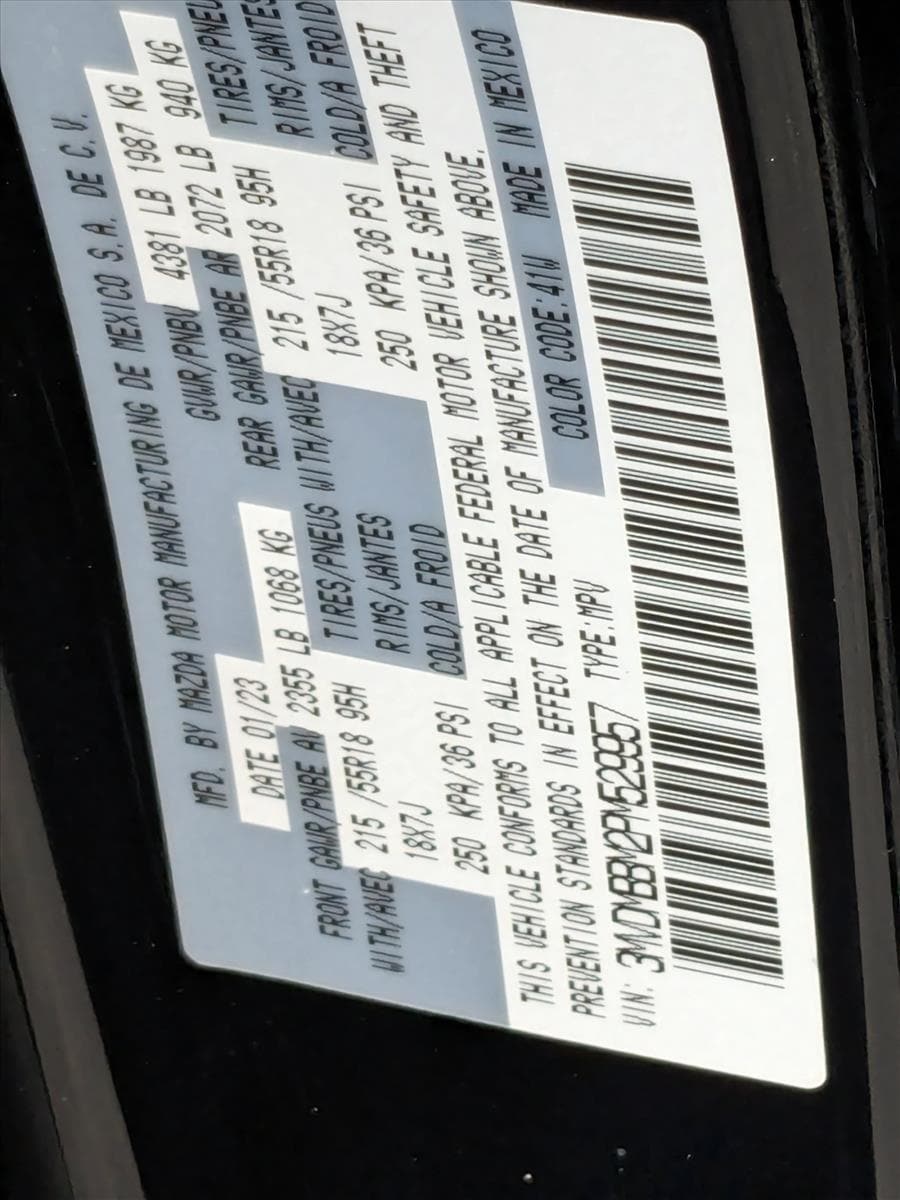 MFD. BY MAZDA MOTOR MANUFACTURING DE MEXICO S.A. DE C.V.
DATE 01/23 GVWR/PNBV 4381 LB 1987 KG
FRONT GAWR/PNBE AV 2355 LB 1068 KG REAR GAWR/PNBE AR 2072 LB 940 KG
WITH/AVEC 215 /55R18 95H TIRES/PNEUS WITH/AVEC 215 /55R18 95H TIRES/PNEU
18X7J RIMS/JANTES 18X7J RIMS/JANTES
250 KPA/36 PSI COLD/A FROID 250 KPA/36 PSI COLD/A FROID
THIS VEHICLE CONFORMS TO ALL APPLICABLE FEDERAL MOTOR VEHICLE SAFETY AND THEFT
PREVENTION STANDARDS IN EFFECT ON THE DATE OF MANUFACTURE SHOWN ABOVE.
VIN: 3MVDMBBM2PM529957 TYPE:MPV COLOR CODE:41W MADE IN MEXICO